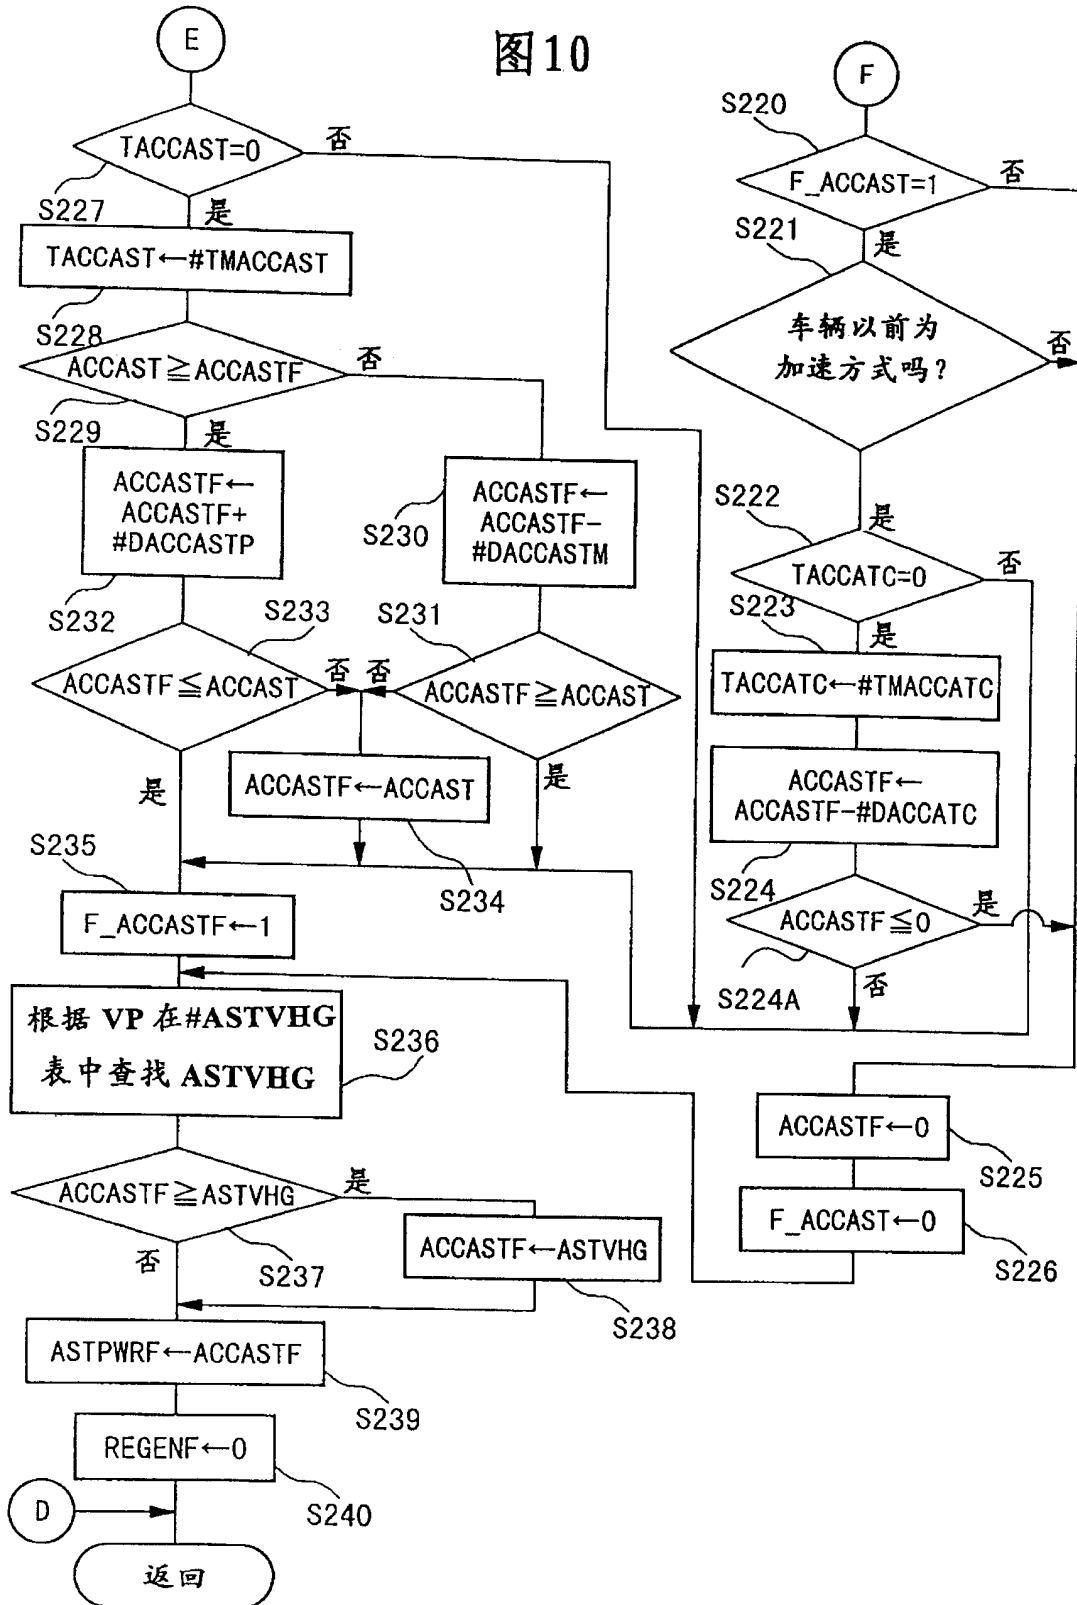 图10
E
TACCAST=0
否
S227
是
TACCAST←#TMACCAST
S228
ACCAST≧ACCASTF
否
S229
是
ACCASTF←
ACCASTF+
#DACCASTP
S232
S230
ACCASTF←
ACCASTF−
#DACCASTM
S233
S231
ACCASTF≦ACCAST
否
否
ACCASTF≧ACCAST
是
ACCASTF←ACCAST
是
S234
S235
F_ACCASTF←1
根据 VP 在#ASTVHG
表中查找 ASTVHG
S236
ACCASTF≧ASTVHG
是
否
S237
ACCASTF←ASTVHG
S238
ASTPWRF←ACCASTF
S239
REGENF←0
S240
D
返回
F
S220
F_ACCAST=1
否
S221
是
车辆以前为
加速方式吗?
否
S222
是
TACCATC=0
否
S223
是
TACCATC←#TMACCATC
ACCASTF←
ACCASTF−#DACCATC
S224
ACCASTF≦0
是
S224A
否
ACCASTF←0
S225
F_ACCAST←0
S226